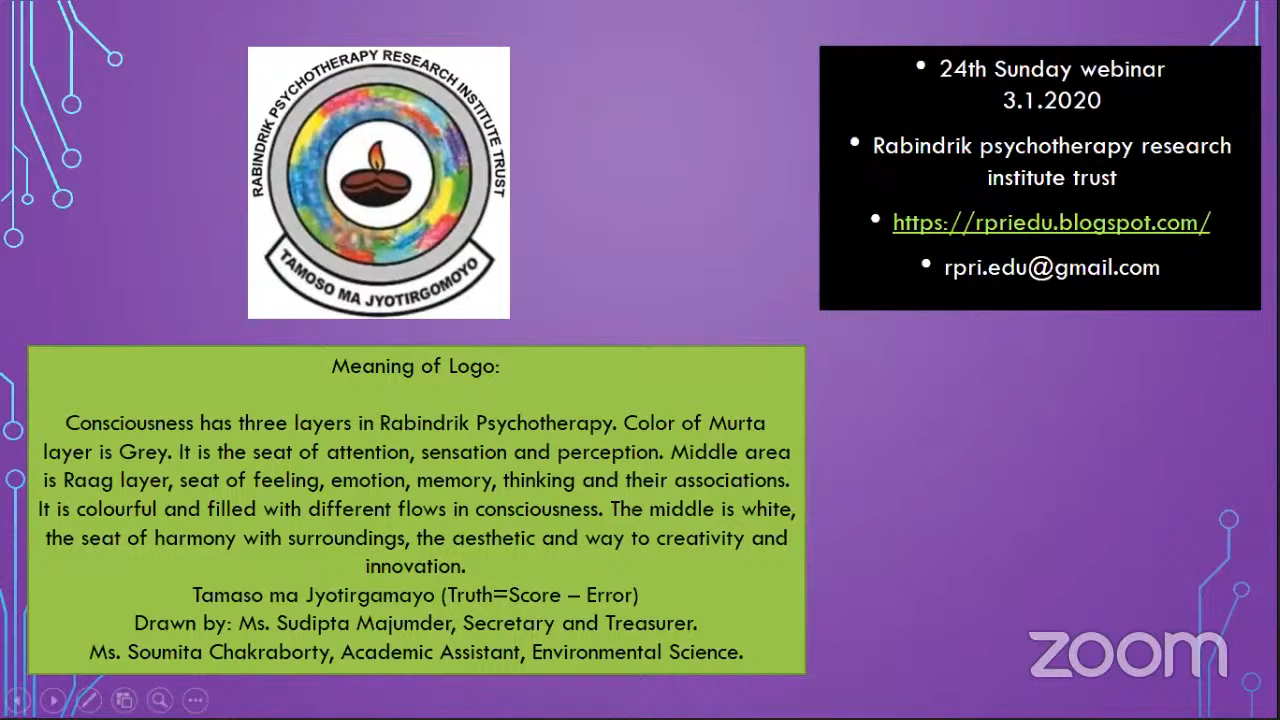 RABINDRIK PSYCHOTHERAPY RESEARCH INSTITUTE TRUST
TAMOSO MA JYOTIRGOMOYO
• 24th Sunday webinar
3.1.2020
• Rabindrik psychotherapy research
institute trust
• https://rpriedu.blogspot.com/
• rpri.edu@gmail.com
Meaning of Logo:
Consciousness has three layers in Rabindrik Psychotherapy. Color of Murta
layer is Grey. It is the seat of attention, sensation and perception. Middle area
is Raag layer, seat of feeling, emotion, memory, thinking and their associations.
It is colourful and filled with different flows in consciousness. The middle is white,
the seat of harmony with surroundings, the aesthetic and way to creativity and
innovation.
Tamaso ma Jyotirgamayo (Truth=Score – Error)
Drawn by: Ms. Sudipta Majumder, Secretary and Treasurer.
Ms. Soumita Chakraborty, Academic Assistant, Environmental Science.
zoom